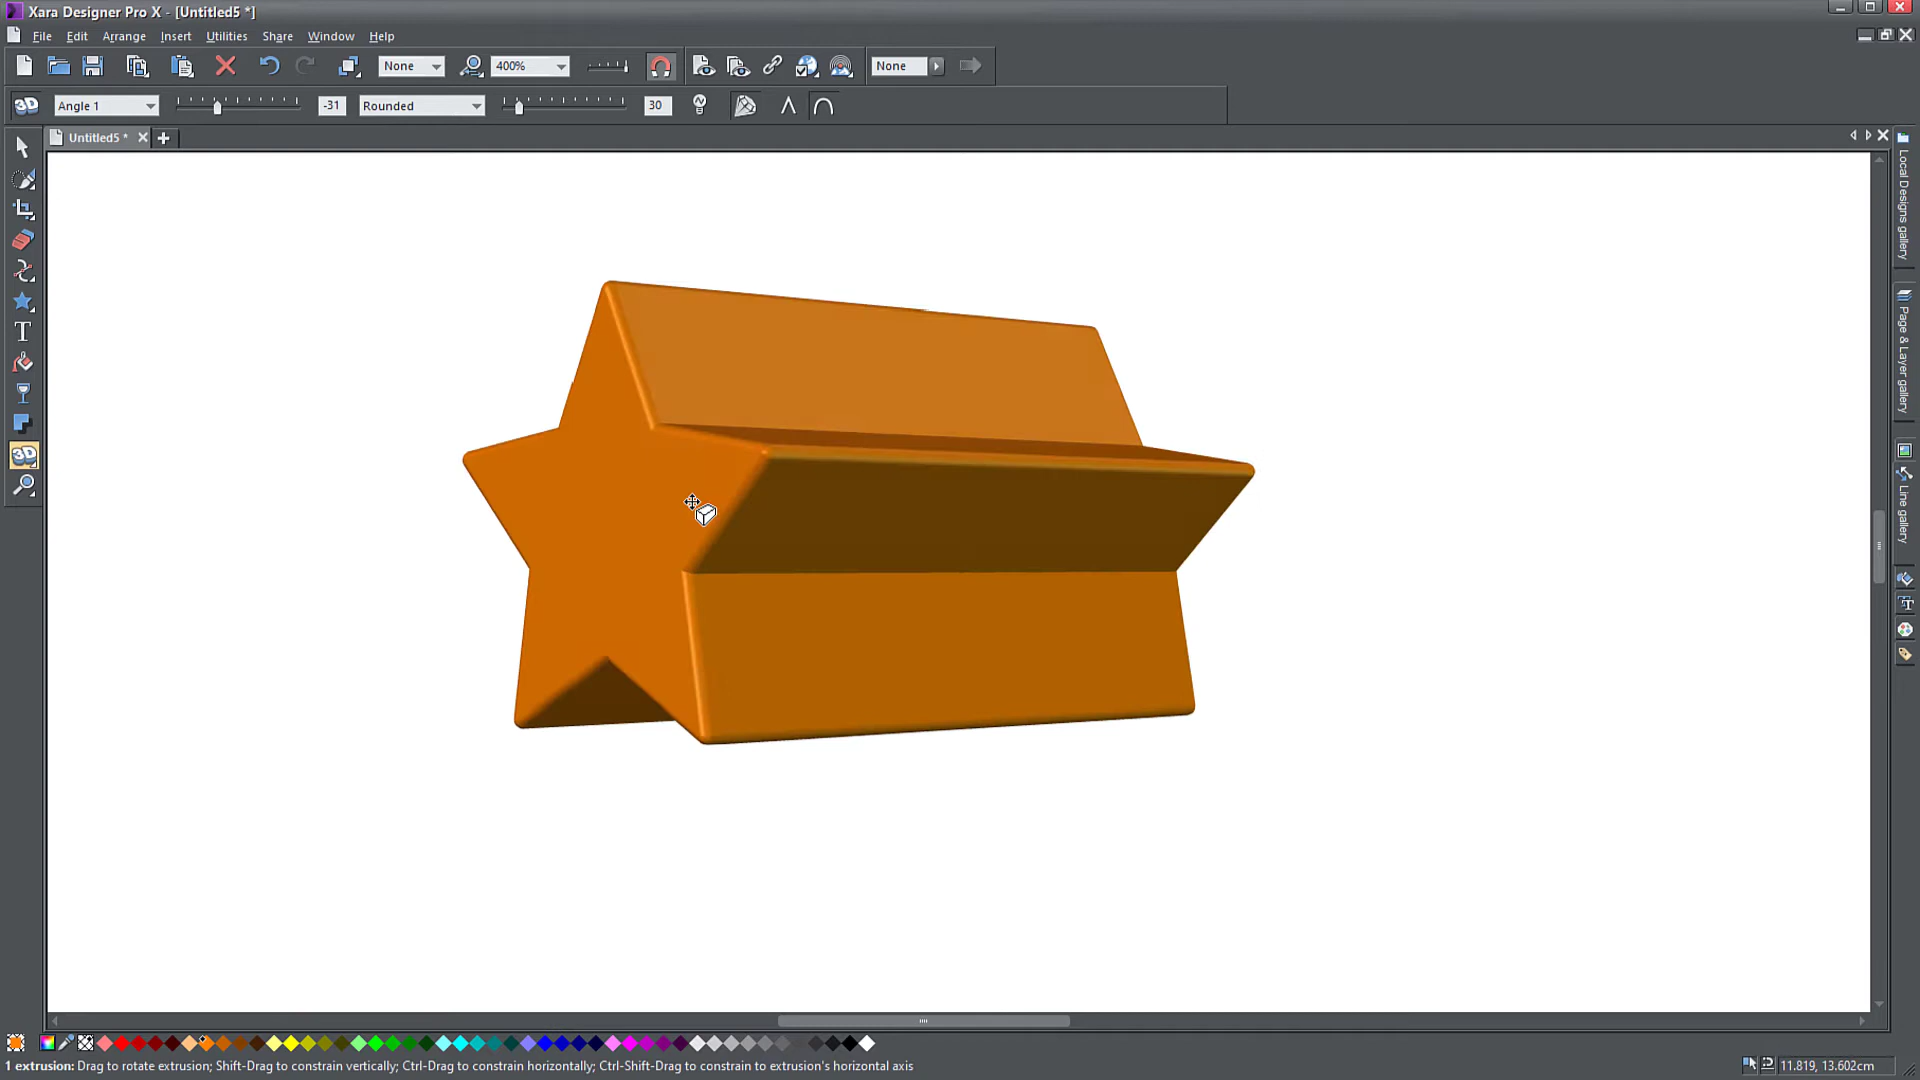 Xara Designer Pro X - [Untitled5 *]
File Edit Arrange Insert Utilities Share Window Help
None 400% None
3D Angle 1 -31 Rounded 30
Untitled5 *
T
3D
Local Designs gallery
Page & Layer gallery
Line gallery
1 extrusion: Drag to rotate extrusion; Shift-Drag to constrain vertically; Ctrl-Drag to constrain horizontally; Ctrl-Shift-Drag to constrain to extrusion's horizontal axis
11.819, 13.602cm